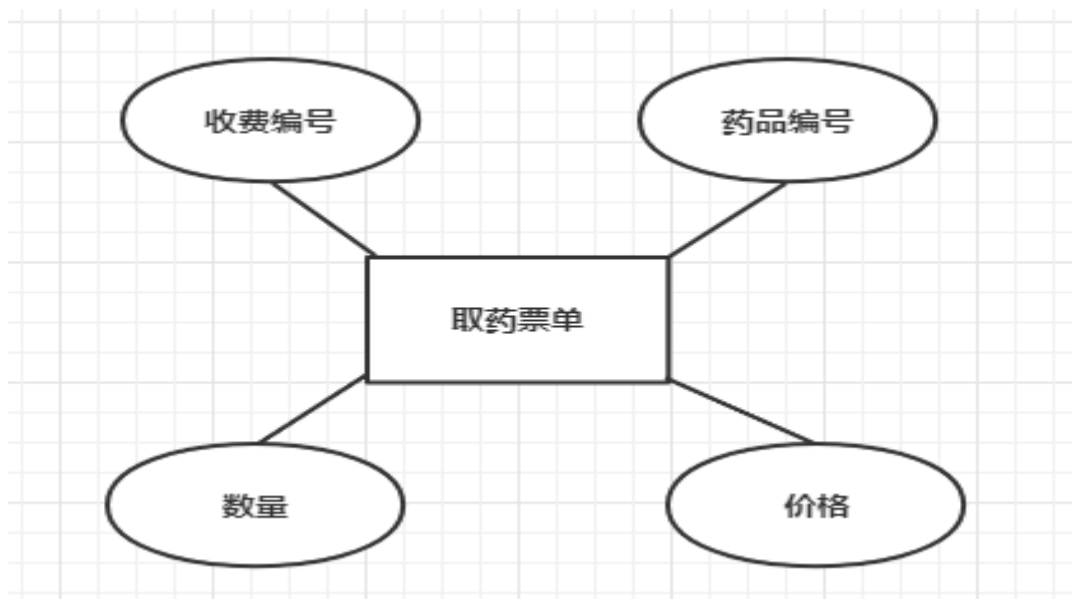 收费编号
药品编号
取药票单
数量
价格